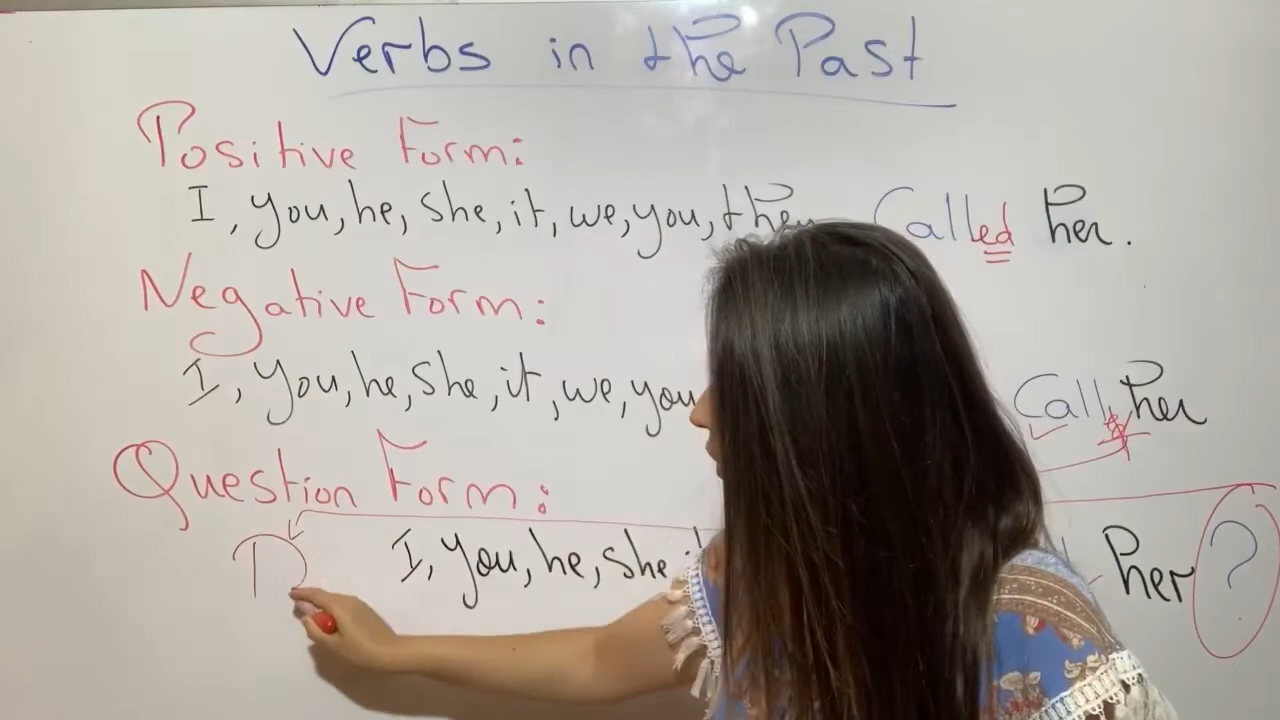 Verbs in the Past
Positive Form:
I, you, he, she, it, we, you, they Called her.
Negative Form:
I, you, he, she, it, we, you Call her
Question Form:
D I, you, he, she, her ?